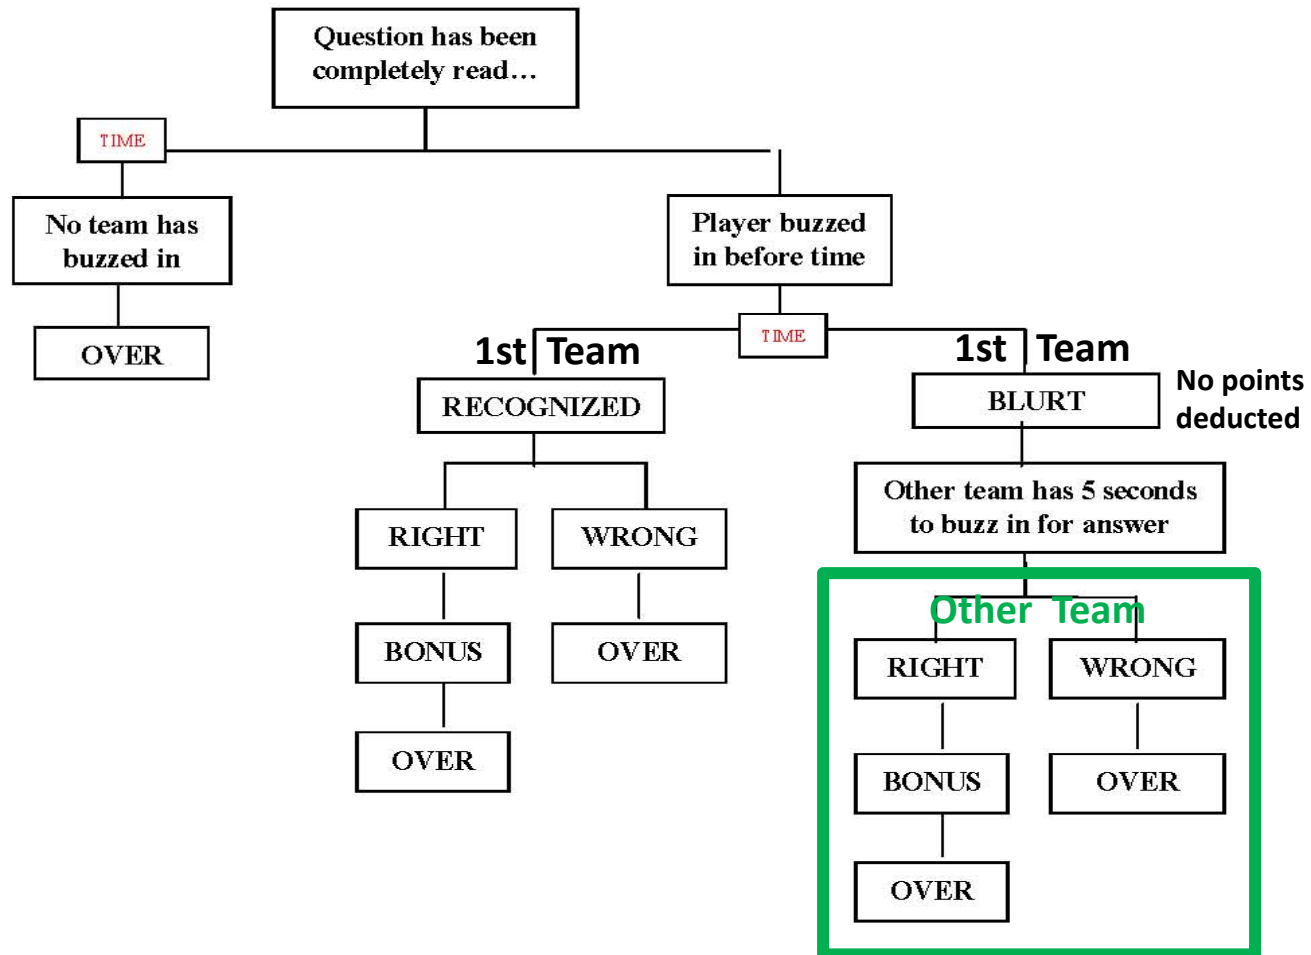 Question has been
completely read…
TIME
No team has
buzzed in
OVER
Player buzzed
in before time
TIME
1st Team
RECOGNIZED
RIGHT
WRONG
BONUS
OVER
OVER
1st Team
BLURT
No points
deducted
Other team has 5 seconds
to buzz in for answer
Other Team
RIGHT
WRONG
BONUS
OVER
OVER